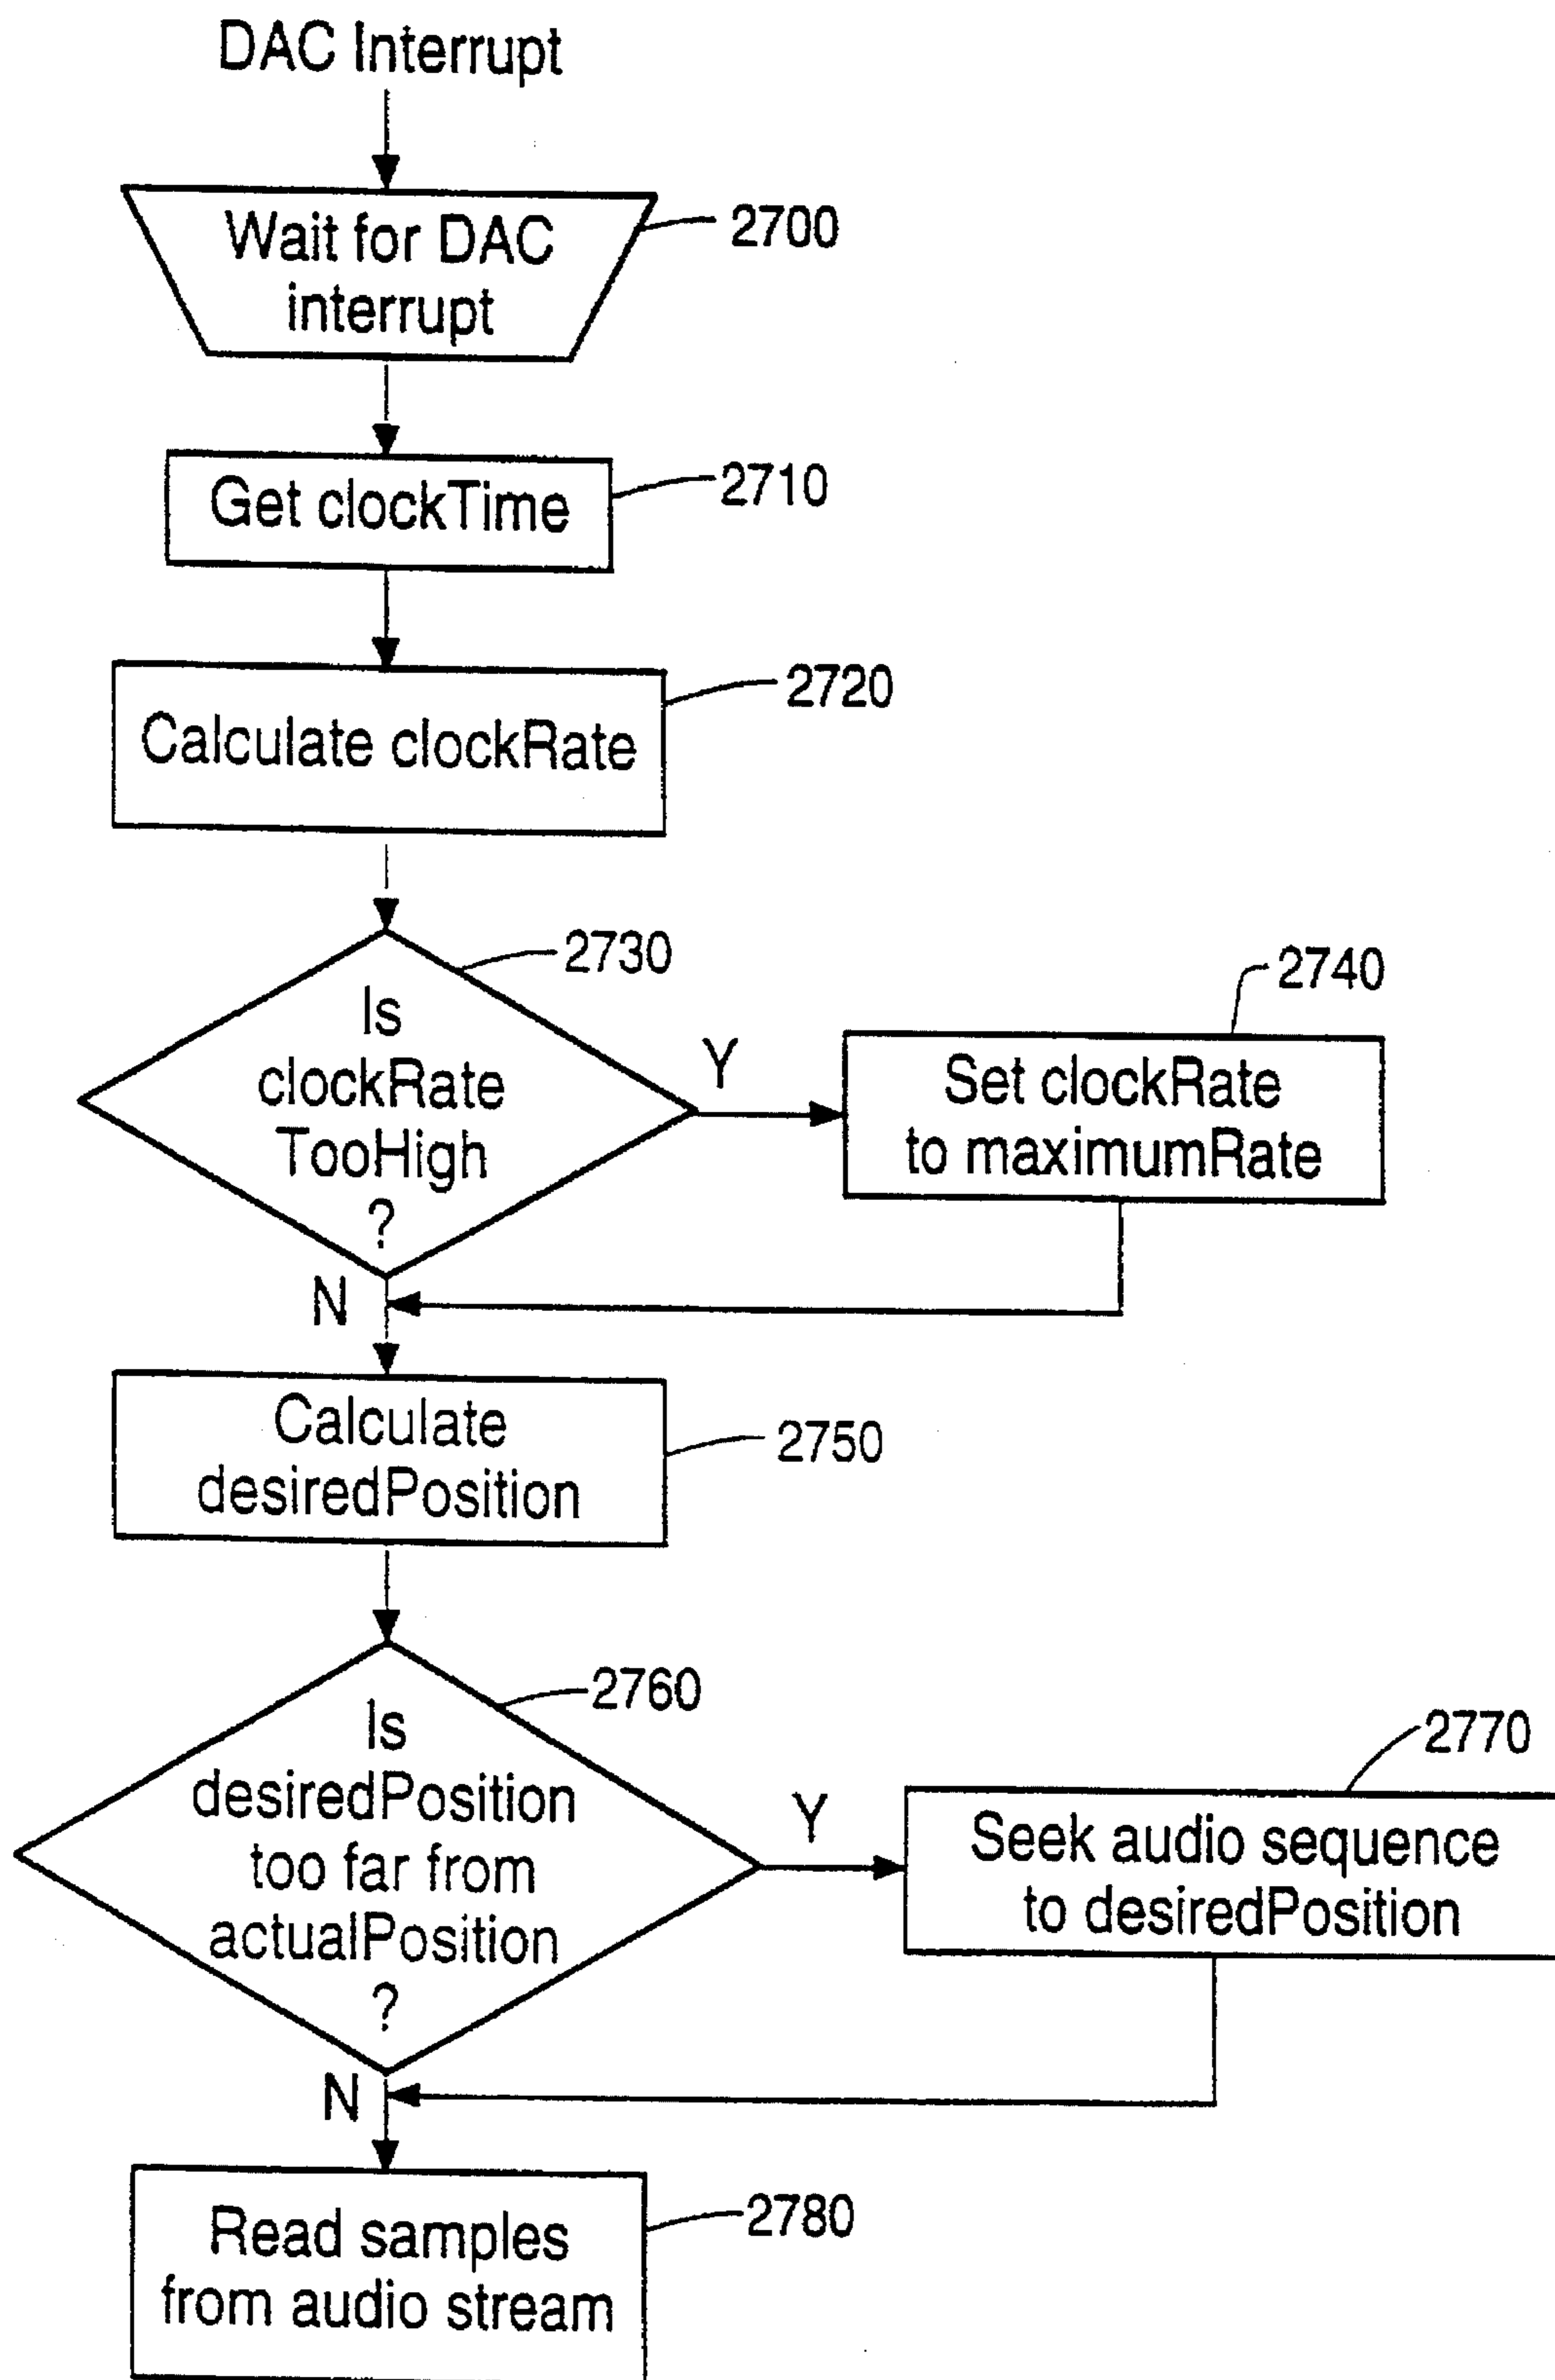 DAC Interrupt
Wait for DAC
interrupt
2700
Get clockTime
2710
Calculate clockRate
2720
Is
clockRate
TooHigh
?
2730
Y
N
Set clockRate
to maximumRate
2740
Calculate
desiredPosition
2750
Is
desiredPosition
too far from
actualPosition
?
2760
Y
N
Seek audio sequence
to desiredPosition
2770
Read samples
from audio stream
2780